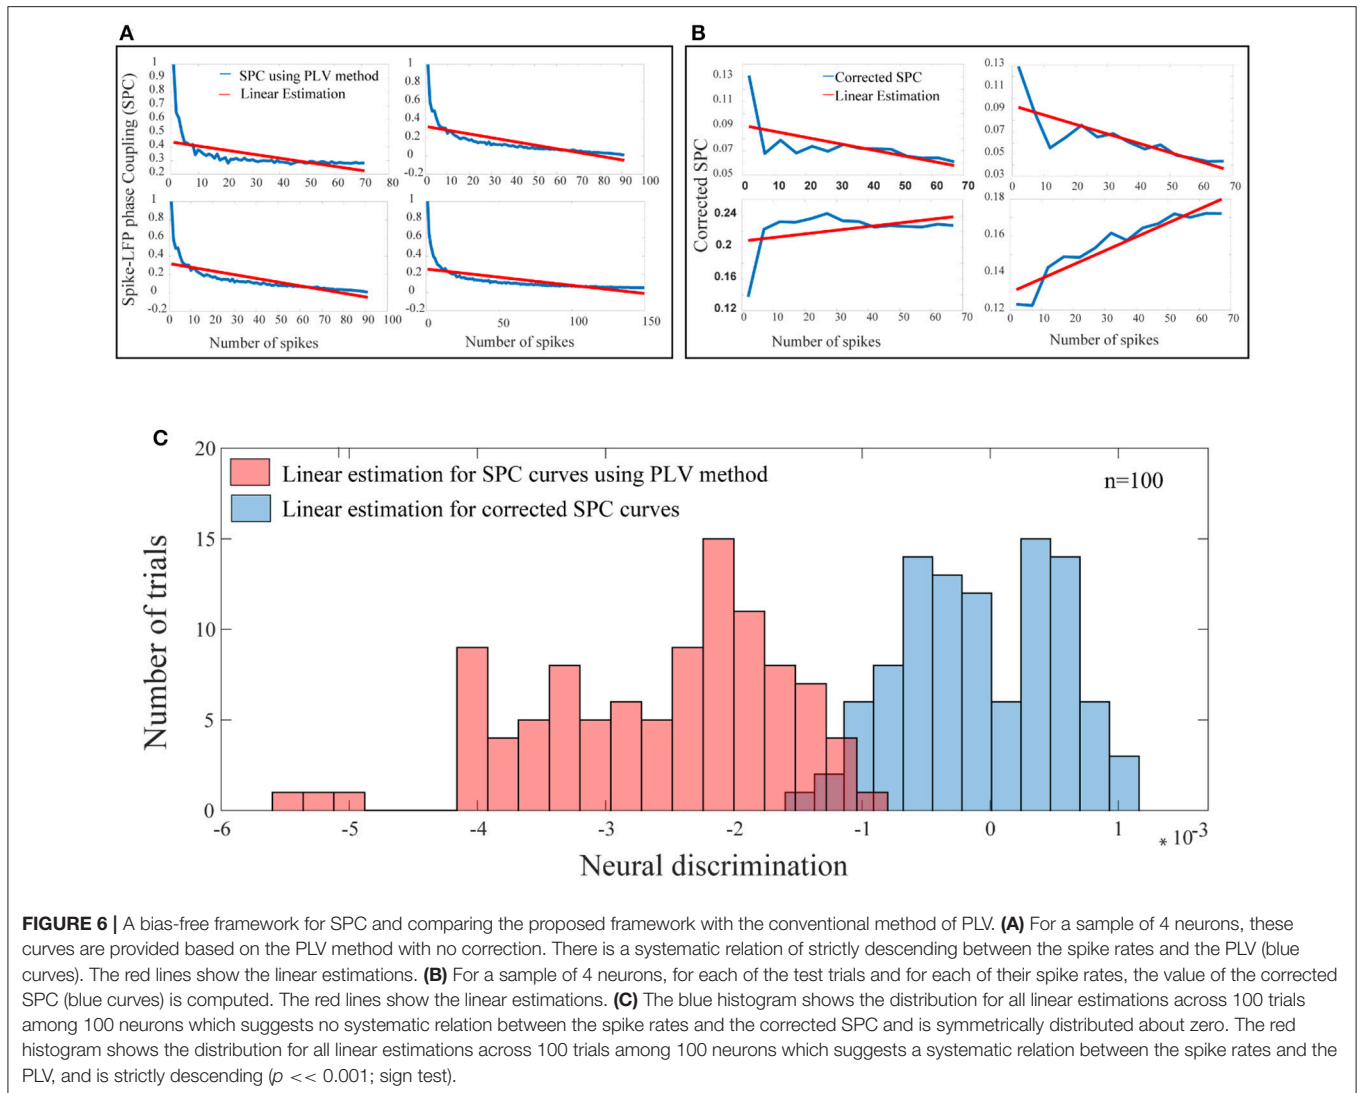 A
B
Spike-LFP phase Coupling (SPC)
1
0.9
0.8
0.7
0.6
0.5
0.4
0.3
0.2
0 10 20 30 40 50 60 70 80
SPC using PLV method
Linear Estimation
1
0.8
0.6
0.4
0.2
0
-0.2
0 10 20 30 40 50 60 70 80 90 100
1
0.8
0.6
0.4
0.2
0
-0.2
0 10 20 30 40 50 60 70 80 90 100
Number of spikes
1
0.8
0.6
0.4
0.2
0
-0.2
0 50 100 150
Number of spikes
Corrected SPC
0.13
0.11
0.09
0.07
0.05
0 10 20 30 40 50 60 70
Corrected SPC
Linear Estimation
0.13
0.11
0.09
0.07
0.05
0.03
0 10 20 30 40 50 60 70
0.24
0.2
0.16
0.12
0 10 20 30 40 50 60 70
Number of spikes
0.18
0.16
0.14
0.12
0 10 20 30 40 50 60 70
Number of spikes
C
Number of trials
20
15
10
5
0
Linear estimation for SPC curves using PLV method
Linear estimation for corrected SPC curves
n=100
-6 -5 -4 -3 -2 -1 0 1
* 10-3
Neural discrimination
FIGURE 6 | A bias-free framework for SPC and comparing the proposed framework with the conventional method of PLV. (A) For a sample of 4 neurons, these
curves are provided based on the PLV method with no correction. There is a systematic relation of strictly descending between the spike rates and the PLV (blue
curves). The red lines show the linear estimations. (B) For a sample of 4 neurons, for each of the test trials and for each of their spike rates, the value of the corrected
SPC (blue curves) is computed. The red lines show the linear estimations. (C) The blue histogram shows the distribution for all linear estimations across 100 trials
among 100 neurons which suggests no systematic relation between the spike rates and the corrected SPC and is symmetrically distributed about zero. The red
histogram shows the distribution for all linear estimations across 100 trials among 100 neurons which suggests a systematic relation between the spike rates and the
PLV, and is strictly descending (p << 0.001; sign test).